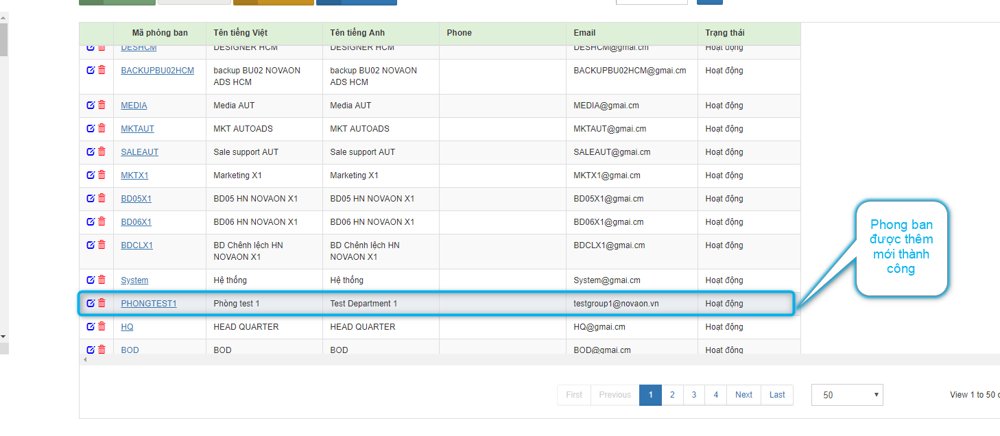 Mã phòng ban Tên tiếng Việt Tên tiếng Anh Phone Email Trạng thái
DESHCM DESIGNER HCM DESIGNER HCM DESHCM@gmai.cm Hoạt động
BACKUPBU02HCM backup BU02 NOVAON backup BU02 NOVAON BACKUPBU02HCM@gmai.cm Hoạt động
ADS HCM ADS HCM
MEDIA Media AUT Media AUT MEDIA@gmai.cm Hoạt động
MKTAUT MKT AUTOADS MKT AUTOADS MKTAUT@gmai.cm Hoạt động
SALEAUT Sale support AUT Sale support AUT SALEAUT@gmai.cm Hoạt động
MKTX1 Marketing X1 Marketing X1 MKTX1@gmai.cm Hoạt động
BD05X1 BD05 HN NOVAON X1 BD05 HN NOVAON X1 BD05X1@gmai.cm Hoạt động
BD06X1 BD06 HN NOVAON X1 BD06 HN NOVAON X1 BD06X1@gmai.cm Hoạt động
BDCLX1 BD Chênh lệch HN BD Chênh lệch HN BDCLX1@gmai.cm Hoạt động
NOVAON X1 NOVAON X1
System Hệ thống Hệ thống System@gmai.cm Hoạt động
PHONGTEST1 Phòng test 1 Test Department 1 testgroup1@novaon.vn Hoạt động
HQ HEAD QUARTER HEAD QUARTER HQ@gmai.cm Hoạt động
BOD BOD BOD BOD@gmai.cm Hoạt động
Phong ban
được thêm
mới thành
công
First Previous 1 2 3 4 Next Last 50 View 1 to 50